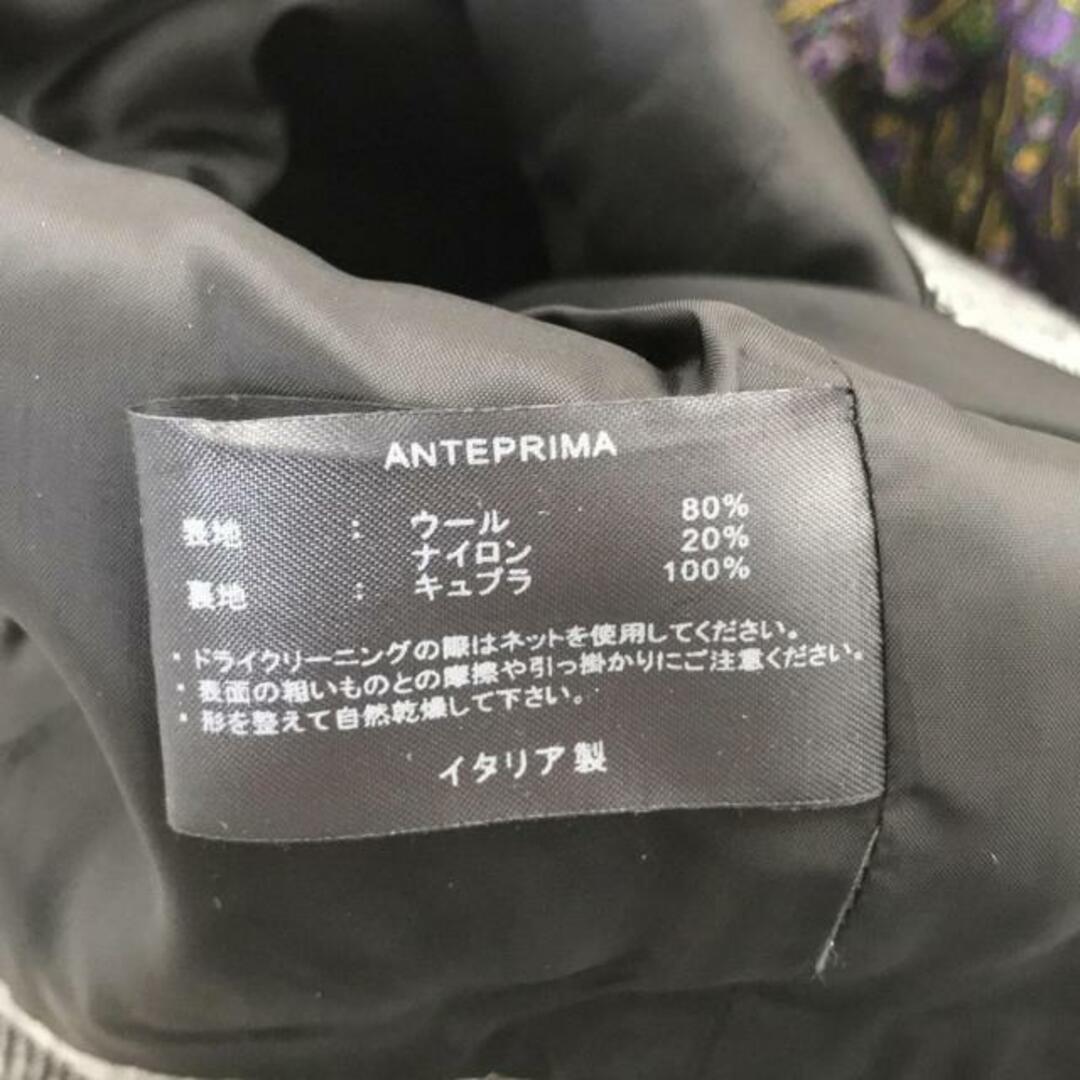 ANTEPRIMA
表地 : ウール 80%
ナイロン 20%
裏地 : キュプラ 100%
・ドライクリーニングの際はネットを使用してください。
・表面の粗いものとの摩擦や引っ掛かりにご注意ください。
・形を整えて自然乾燥して下さい。
イタリア製